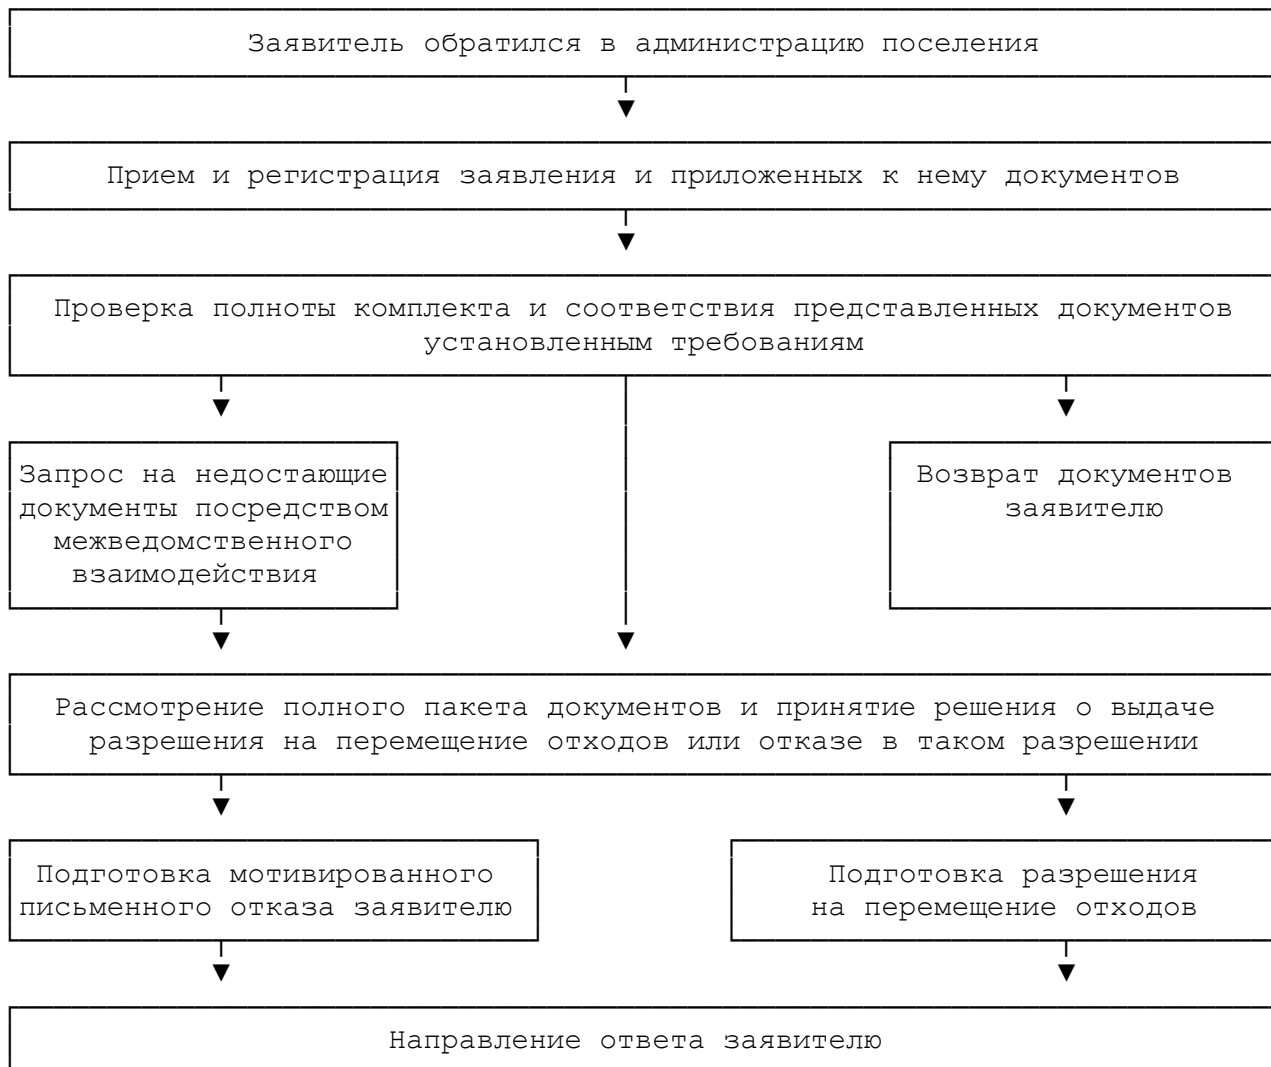 Заявитель обратился в администрацию поселения
Прием и регистрация заявления и приложенных к нему документов
Проверка полноты комплекта и соответствия представленных документов
установленным требованиям
Запрос на недостающие
документы посредством
межведомственного
взаимодействия
Возврат документов
заявителю
Рассмотрение полного пакета документов и принятие решения о выдаче
разрешения на перемещение отходов или отказе в таком разрешении
Подготовка мотивированного
письменного отказа заявителю
Подготовка разрешения
на перемещение отходов
Направление ответа заявителю